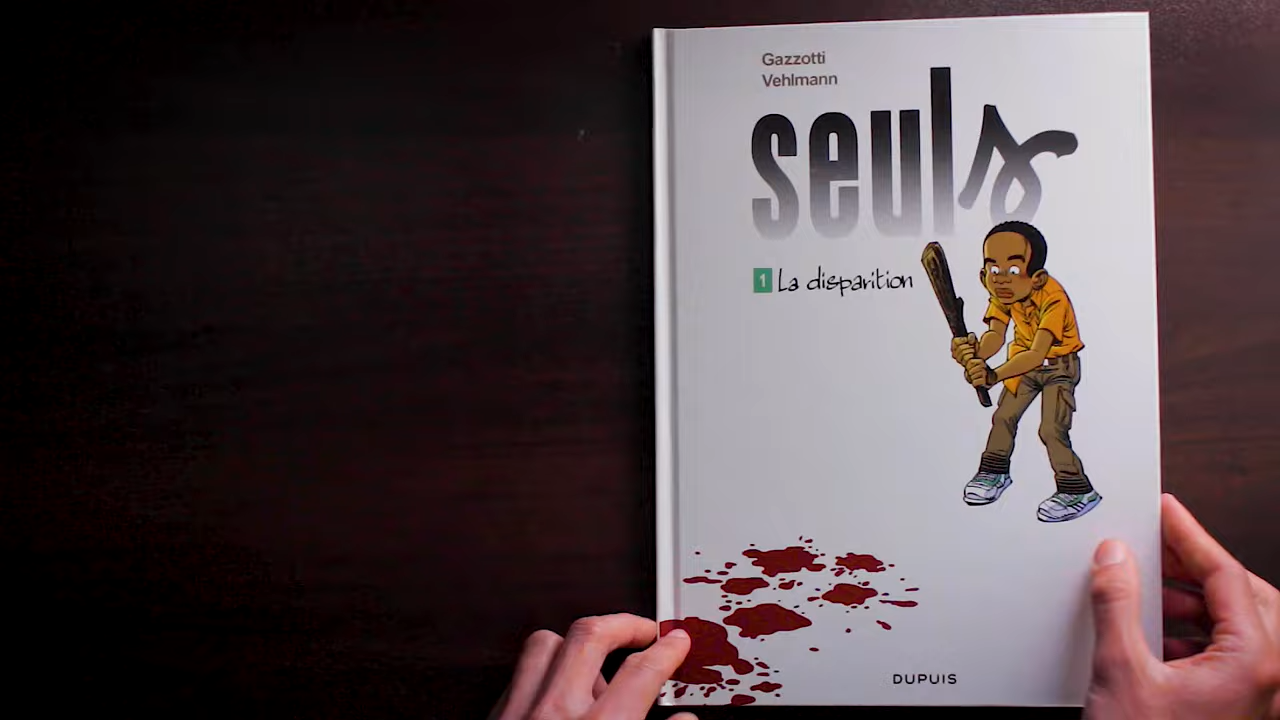 Gazzotti
Vehlmann
seuls
1 La disparition
DUPUIS